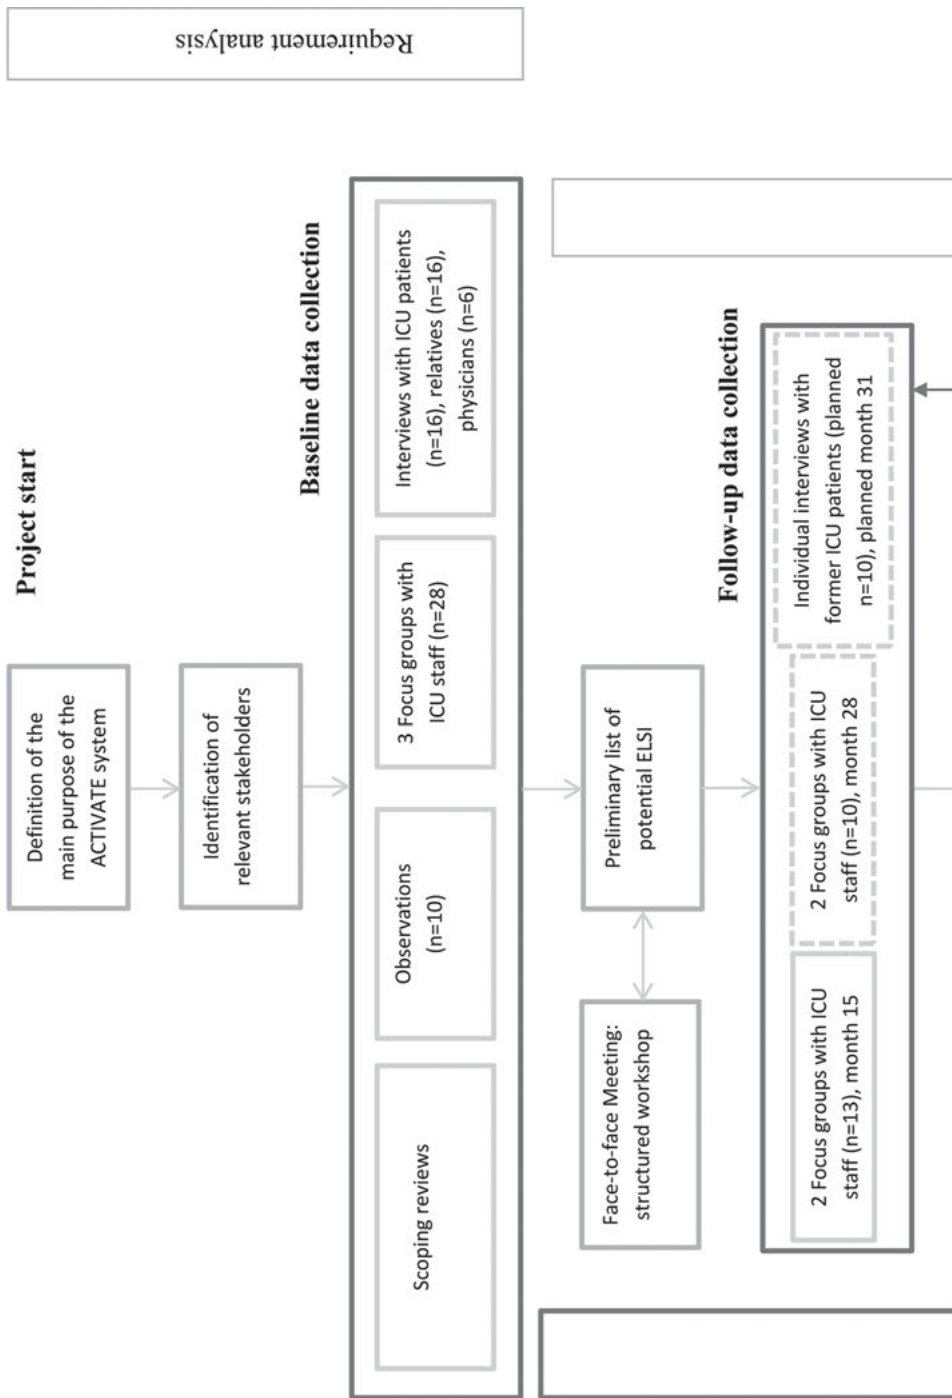 Requirement analysis
Project start
Definition of the
main purpose of the
ACTIVATE system
Identification of
relevant stakeholders
Baseline data collection
Scoping reviews
Observations
(n=10)
3 Focus groups with
ICU staff (n=28)
Interviews with ICU patients
(n=16), relatives (n=16),
physicians (n=6)
Face-to-face Meeting:
structured workshop
Preliminary list of
potential ELSI
Follow-up data collection
2 Focus groups with ICU
staff (n=13), month 15
2 Focus groups with ICU
staff (n=10), month 28
Individual interviews with
former ICU patients (planned
n=10), planned month 31